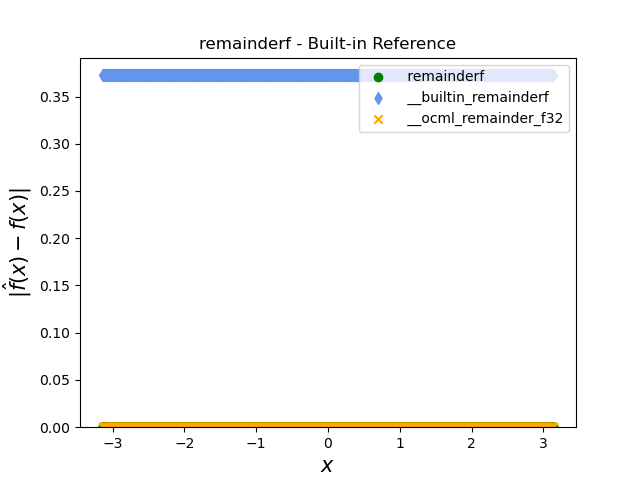 remainderf - Built-in Reference
remainderf
__builtin_remainderf
__ocml_remainder_f32
|f̂(x) − f(x)|
0.35
0.30
0.25
0.20
0.15
0.10
0.05
0.00
−3 −2 −1 0 1 2 3
x